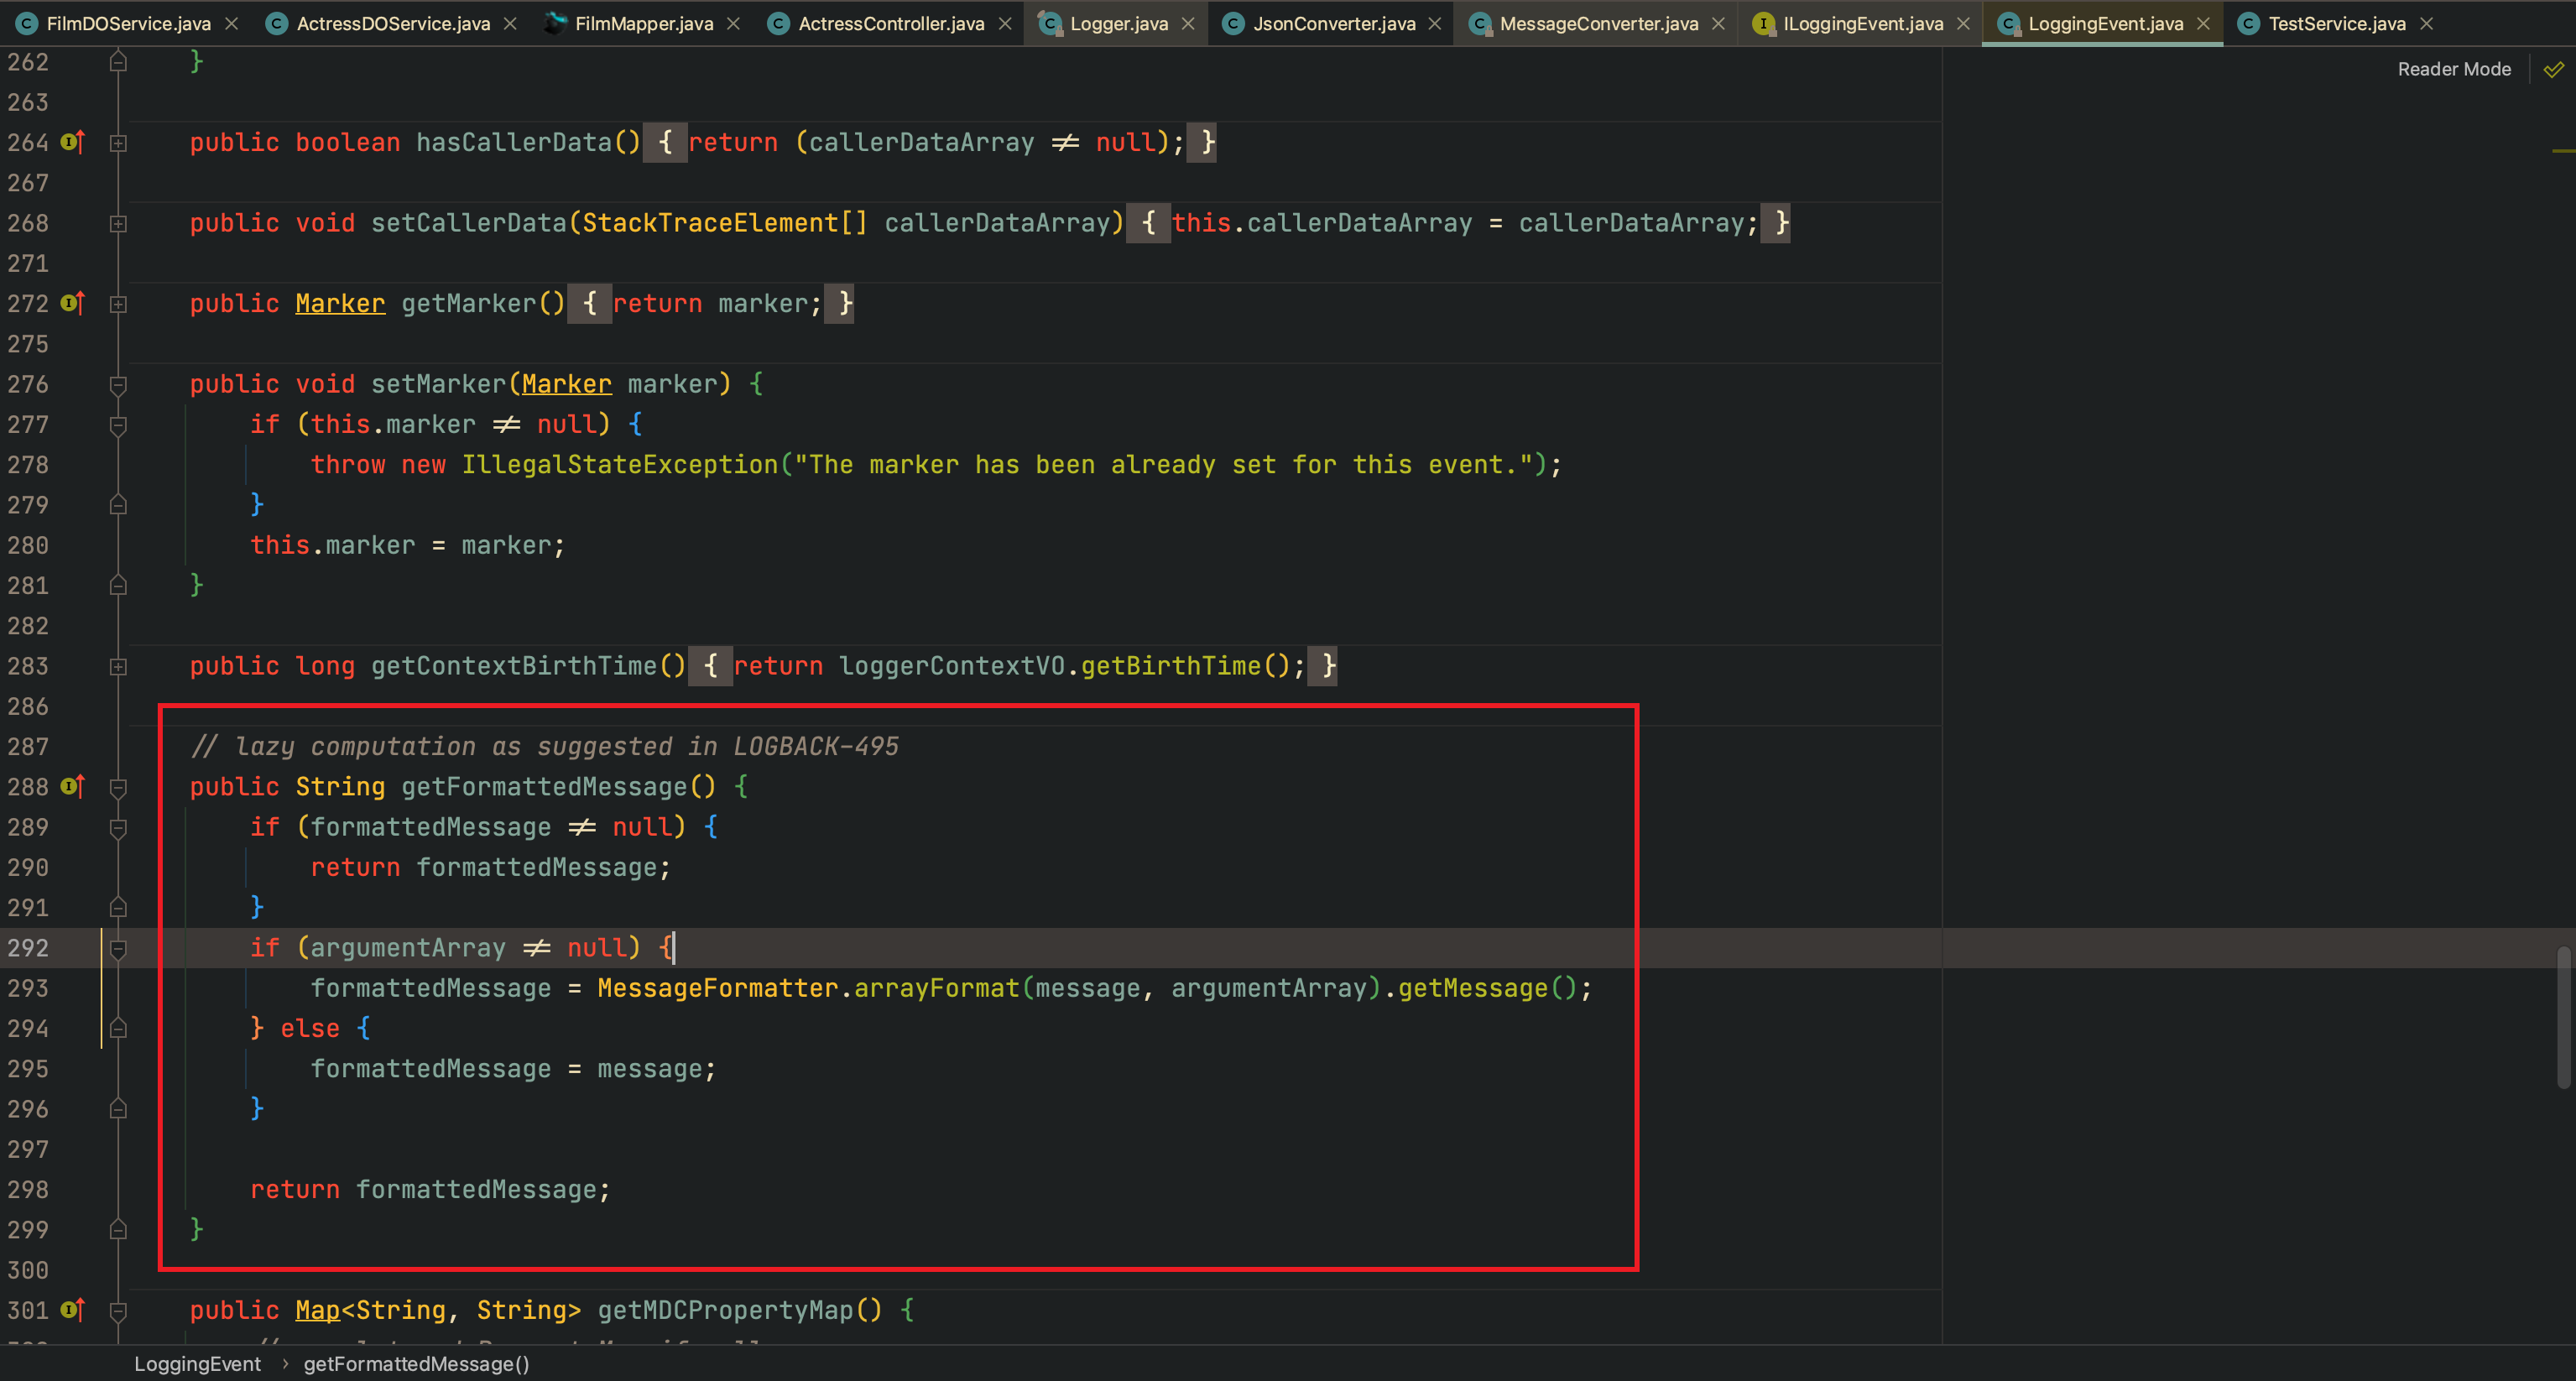 FilmDOService.java ActressDOService.java FilmMapper.java ActressController.java Logger.java JsonConverter.java MessageConverter.java ILoggingEvent.java LoggingEvent.java TestService.java
Reader Mode
262 }
263
264 public boolean hasCallerData() { return (callerDataArray ≠ null); }
267
268 public void setCallerData(StackTraceElement[] callerDataArray) { this.callerDataArray = callerDataArray; }
271
272 public Marker getMarker() { return marker; }
275
276 public void setMarker(Marker marker) {
277 if (this.marker ≠ null) {
278 throw new IllegalStateException("The marker has been already set for this event.");
279 }
280 this.marker = marker;
281 }
282
283 public long getContextBirthTime() { return loggerContextVO.getBirthTime(); }
286
287 // lazy computation as suggested in LOGBACK-495
288 public String getFormattedMessage() {
289 if (formattedMessage ≠ null) {
290 return formattedMessage;
291 }
292 if (argumentArray ≠ null) {
293 formattedMessage = MessageFormatter.arrayFormat(message, argumentArray).getMessage();
294 } else {
295 formattedMessage = message;
296 }
297
298 return formattedMessage;
299 }
300
301 public Map<String, String> getMDCPropertyMap() {
LoggingEvent › getFormattedMessage()